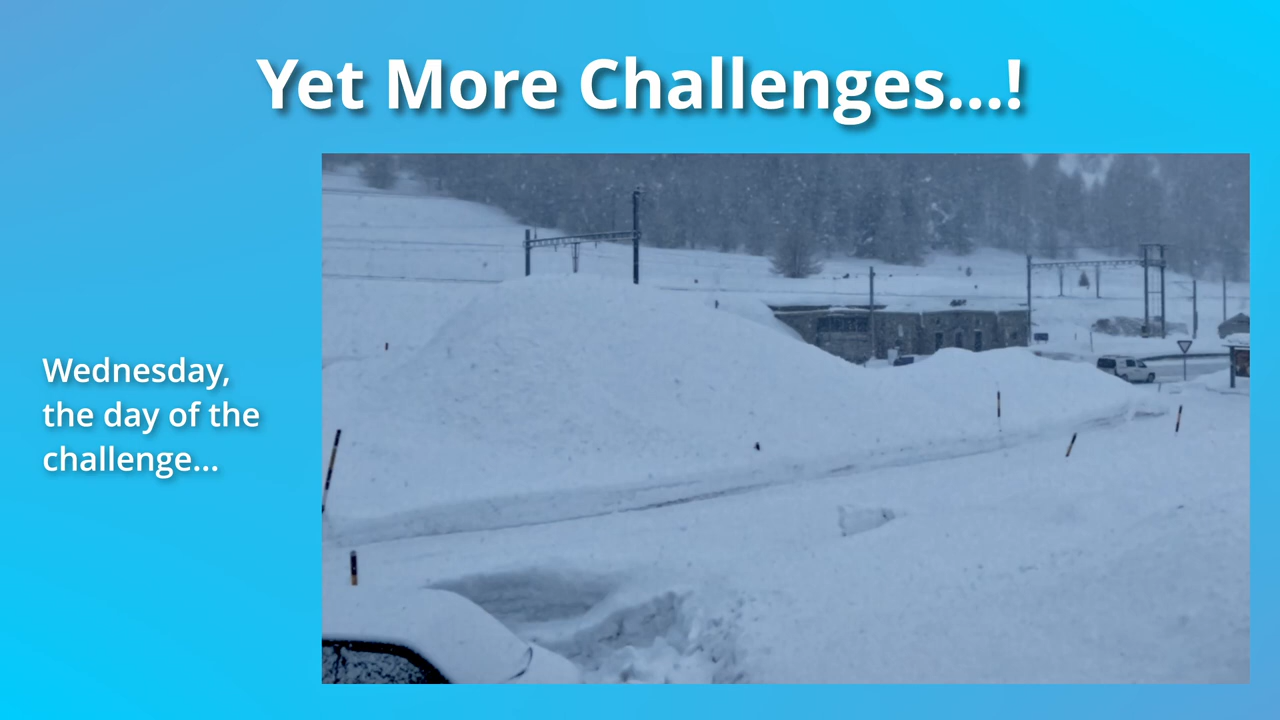 Yet More Challenges...!
Wednesday,
the day of the
challenge...